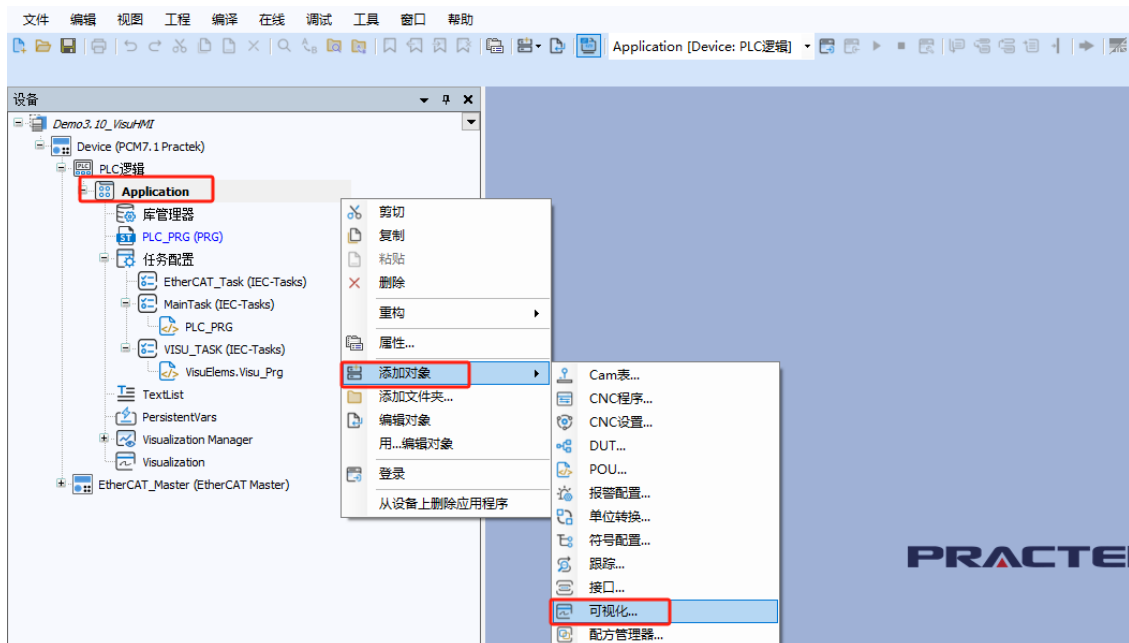 文件 编辑 视图 工程 编译 在线 调试 工具 窗口 帮助
Application [Device: PLC逻辑]
设备
Demo3.10_VisuHMI
Device (PCM7.1 Practek)
PLC逻辑
Application
库管理器
PLC_PRG (PRG)
任务配置
EtherCAT_Task (IEC-Tasks)
MainTask (IEC-Tasks)
PLC_PRG
VISU_TASK (IEC-Tasks)
VisuElems.Visu_Prg
TextList
PersistentVars
Visualization Manager
Visualization
EtherCAT_Master (EtherCAT Master)
剪切
复制
粘贴
删除
重构
属性...
添加对象
添加文件夹...
编辑对象
用...编辑对象
登录
从设备上删除应用程序
Cam表...
CNC程序...
CNC设置...
DUT...
POU...
报警配置...
单位转换...
符号配置...
跟踪...
接口...
可视化...
配方管理器...
PRACTE